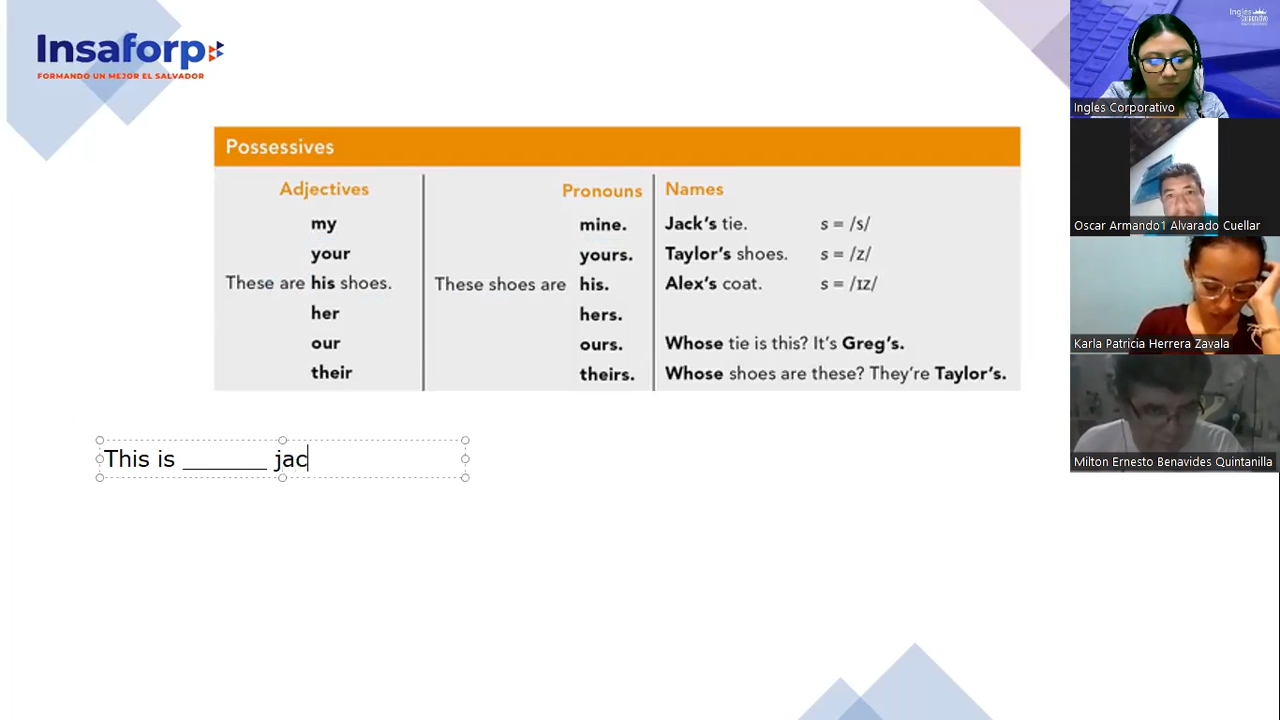 Insaforp
FORMANDO UN MEJOR EL SALVADOR
Possessives
Adjectives
my
your
These are his shoes.
her
our
their
Pronouns
mine.
yours.
These shoes are his.
hers.
ours.
theirs.
Names
Jack's tie. s = /s/
Taylor's shoes. s = /z/
Alex's coat. s = /ɪz/
Whose tie is this? It's Greg's.
Whose shoes are these? They're Taylor's.
This is _______ jac
Ingles Corporativo
Oscar Armando1 Alvarado Cuellar
Karla Patricia Herrera Zavala
Milton Ernesto Benavides Quintanilla